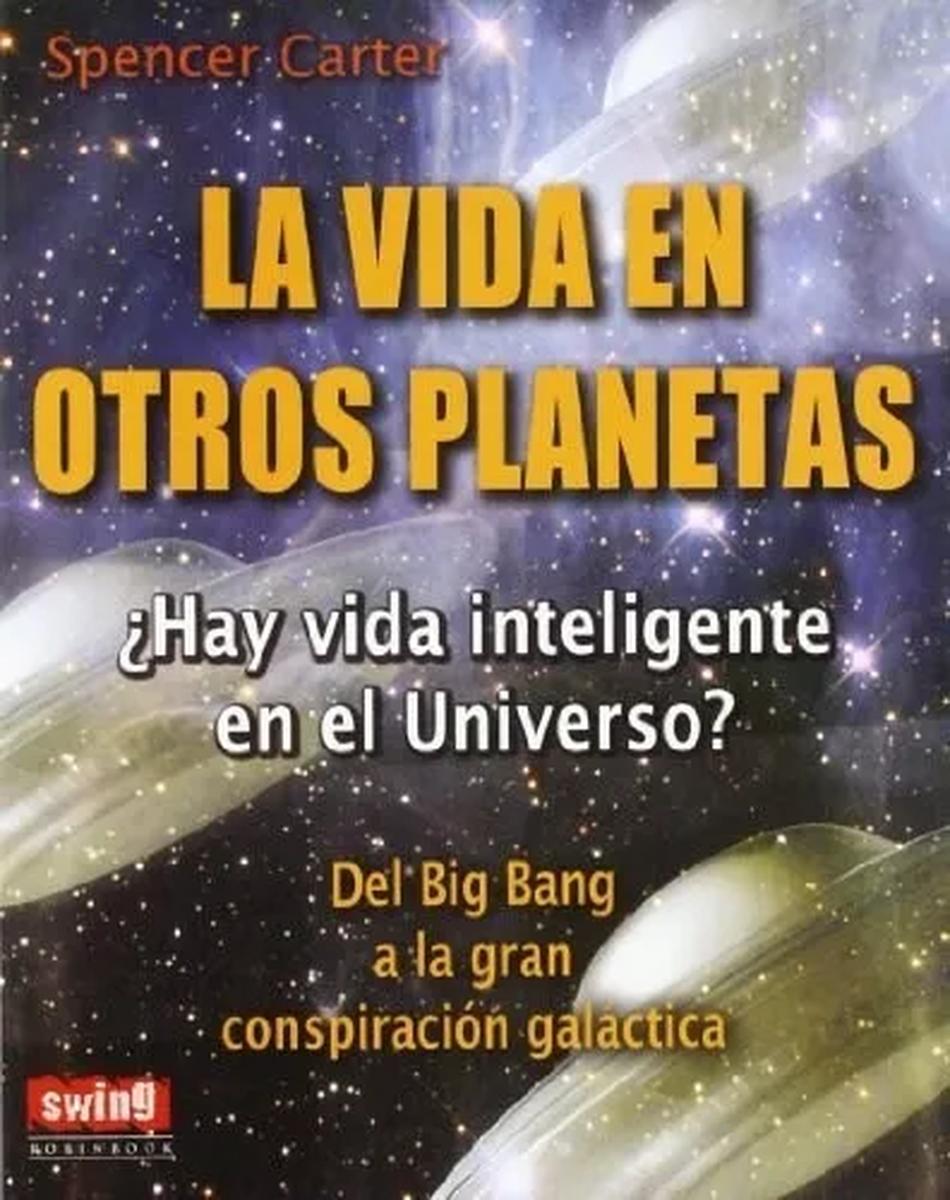 Spencer Carter
LA VIDA EN
OTROS PLANETAS
¿Hay vida inteligente
en el Universo?
Del Big Bang
a la gran
conspiración galáctica
swing
ROBINBOOK